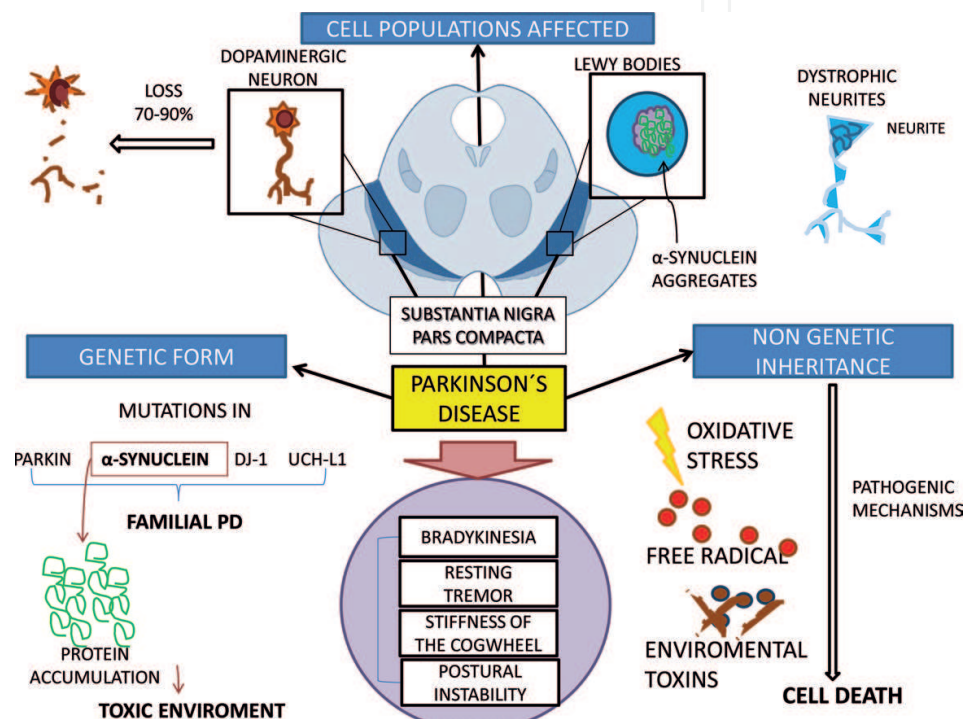 CELL POPULATIONS AFFECTED
DOPAMINERGIC
NEURON
LOSS
70-90%
LEWY BODIES
α-SYNUCLEIN
AGGREGATES
DYSTROPHIC
NEURITES
NEURITE
SUBSTANTIA NIGRA
PARS COMPACTA
GENETIC FORM
PARKINSON´S
DISEASE
NON GENETIC
INHERITANCE
MUTATIONS IN
PARKIN
α-SYNUCLEIN
DJ-1
UCH-L1
FAMILIAL PD
PROTEIN
ACCUMULATION
TOXIC ENVIROMENT
BRADYKINESIA
RESTING
TREMOR
STIFFNESS OF
THE COGWHEEL
POSTURAL
INSTABILITY
OXIDATIVE
STRESS
FREE RADICAL
ENVIROMENTAL
TOXINS
PATHOGENIC
MECHANISMS
CELL DEATH